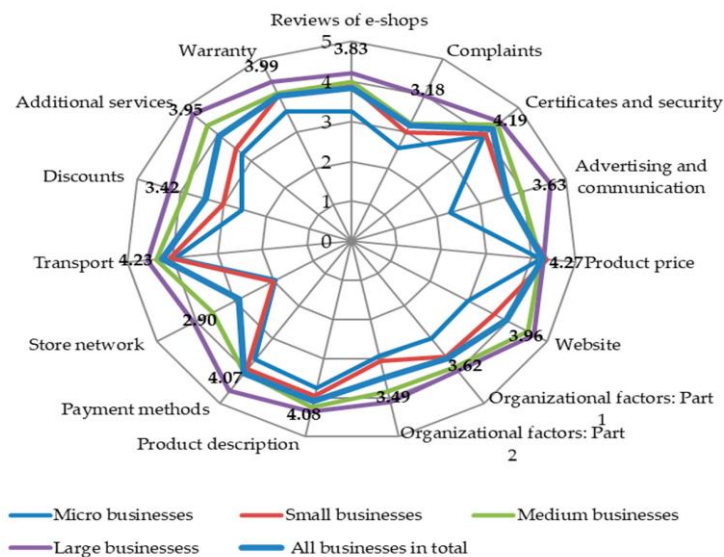 Reviews of e-shops
5
3.83
Warranty
Complaints
3.99
4
3.18
Additional services
3.95
Certificates and security
4.19
3
Discounts
3.42
2
Advertising and
communication
3.63
1
0
Transport
4.23
4.27
Product price
Store network
2.90
3.96
Website
Payment methods
4.07
3.62
Product description
4.08
3.49
Organizational factors: Part
1
Organizational factors: Part
2
Micro businesses
Small businesses
Medium businesses
Large businessess
All businesses in total